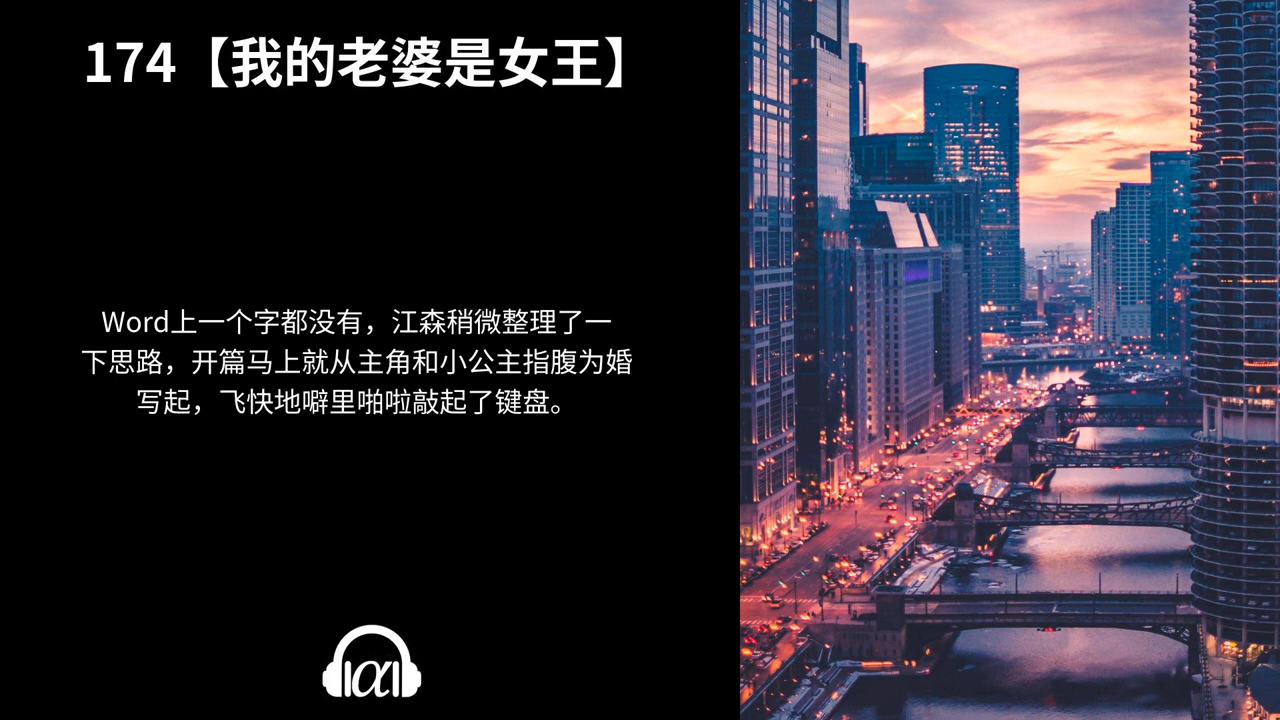 174【我的老婆是女王】
Word上一个字都没有，江森稍微整理了一
下思路，开篇马上就从主角和小公主指腹为婚
写起，飞快地噼里啪啦敲起了键盘。
α